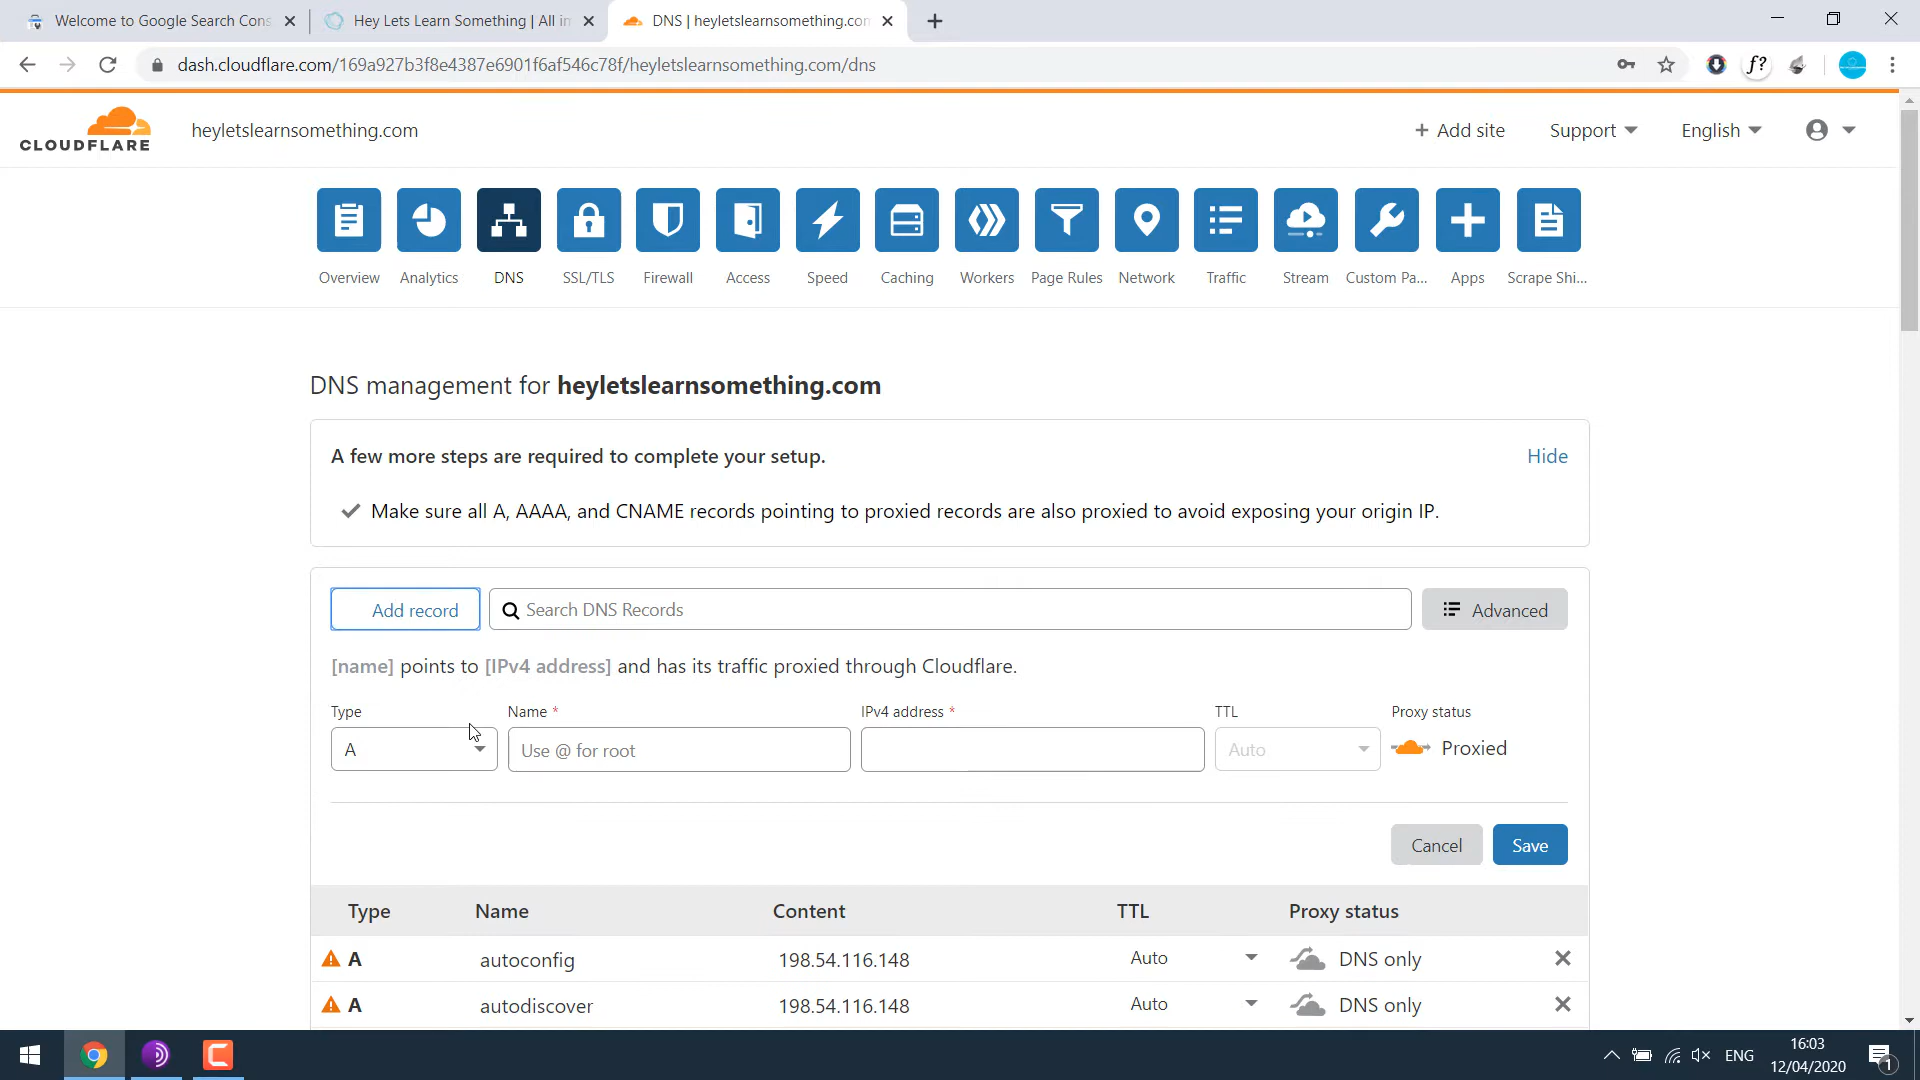 Welcome to Google Search Cons
Hey Lets Learn Something | All in
DNS | heyletslearnsomething.com
dash.cloudflare.com/169a927b3f8e4387e6901f6af546c78f/heyletslearnsomething.com/dns
f?
CLOUDFLARE
heyletslearnsomething.com
+ Add site
Support
English
Overview
Analytics
DNS
SSL/TLS
Firewall
Access
Speed
Caching
Workers
Page Rules
Network
Traffic
Stream
Custom Pa...
Apps
Scrape Shi...
DNS management for heyletslearnsomething.com
A few more steps are required to complete your setup.
Hide
Make sure all A, AAAA, and CNAME records pointing to proxied records are also proxied to avoid exposing your origin IP.
Add record
Search DNS Records
Advanced
[name] points to [IPv4 address] and has its traffic proxied through Cloudflare.
Type
Name *
IPv4 address *
TTL
Proxy status
A
Use @ for root
Auto
Proxied
Cancel
Save
Type Name Content TTL Proxy status
A autoconfig 198.54.116.148 Auto DNS only
A autodiscover 198.54.116.148 Auto DNS only
ENG
16:03
12/04/2020
1